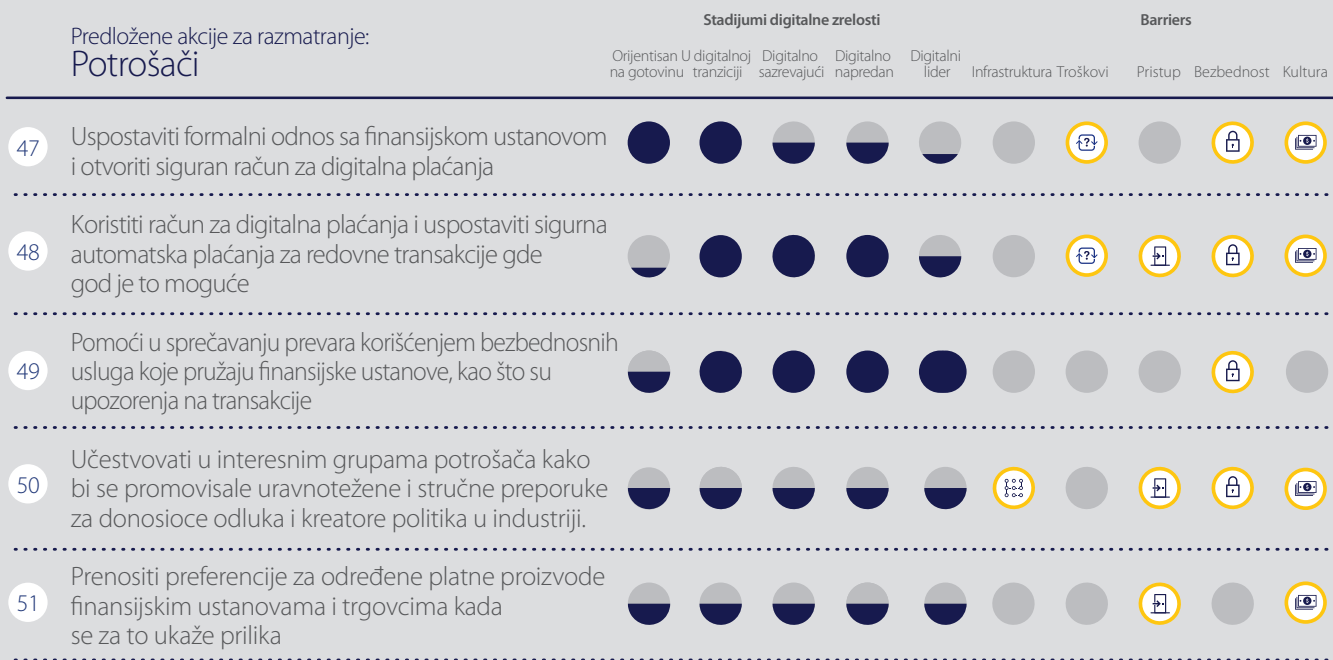 Predložene akcije za razmatranje:
Potrošači
Stadijumi digitalne zrelosti
Barriers
Orijentisan na gotovinu
U digitalnoj tranziciji
Digitalno sazrevajući
Digitalno napredan
Digitalni lider
Infrastruktura
Troškovi
Pristup
Bezbednost
Kultura
47
Uspostaviti formalni odnos sa finansijskom ustanovom
i otvoriti siguran račun za digitalna plaćanja
48
Koristiti račun za digitalna plaćanja i uspostaviti sigurna
automatska plaćanja za redovne transakcije gde
god je to moguće
49
Pomoći u sprečavanju prevara korišćenjem bezbednosnih
usluga koje pružaju finansijske ustanove, kao što su
upozorenja na transakcije
50
Učestvovati u interesnim grupama potrošača kako
bi se promovisale uravnotežene i stručne preporuke
za donosioce odluka i kreatore politika u industriji.
51
Prenositi preferencije za određene platne proizvode
finansijskim ustanovama i trgovcima kada
se za to ukaže prilika